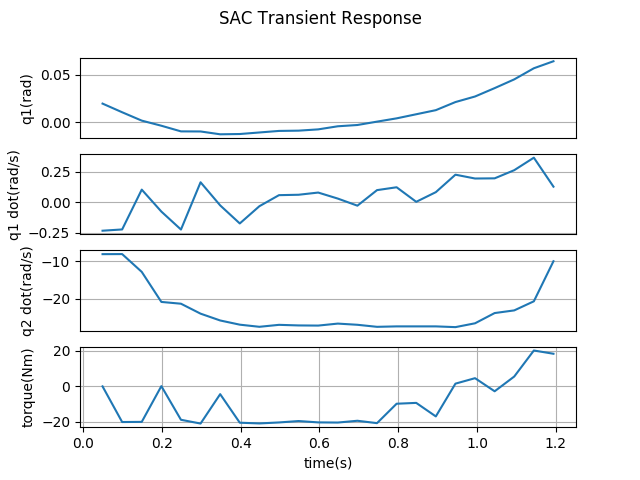 SAC Transient Response
0.05
0.00
q1(rad)
0.25
0.00
−0.25
q1 dot(rad/s)
−10
−20
q2 dot(rad/s)
20
0
−20
torque(Nm)
0.0 0.2 0.4 0.6 0.8 1.0 1.2
time(s)